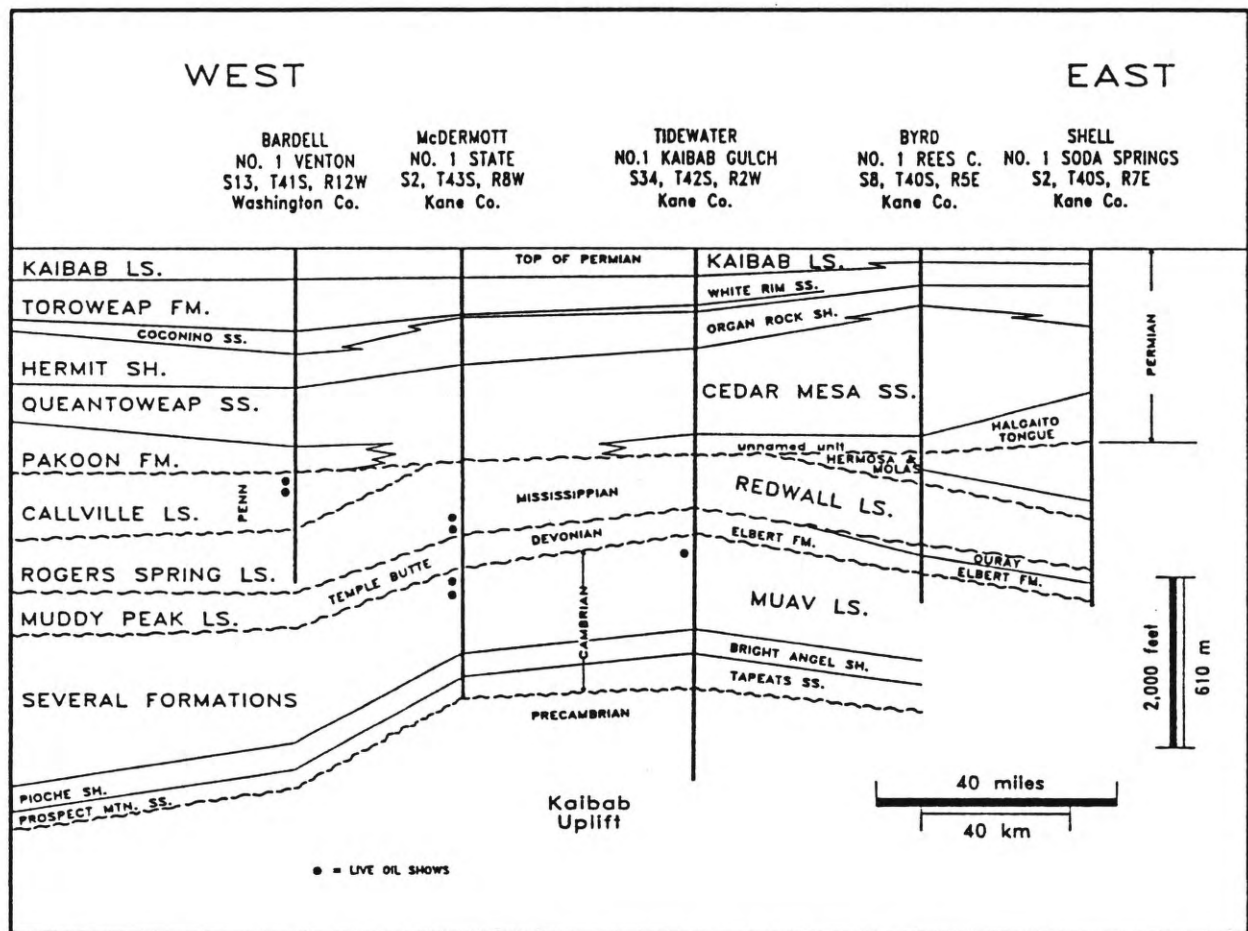 WEST
EAST
BARDELL
NO. 1 VENTON
S13, T41S, R12W
Washington Co.
McDERMOTT
NO. 1 STATE
S2, T43S, R8W
Kane Co.
TIDEWATER
NO.1 KAIBAB GULCH
S34, T42S, R2W
Kane Co.
BYRD
NO. 1 REES C.
S8, T40S, R5E
Kane Co.
SHELL
NO. 1 SODA SPRINGS
S2, T40S, R7E
Kane Co.
KAIBAB LS.
TOP OF PERMIAN
KAIBAB LS.
TOROWEAP FM.
WHITE RIM SS.
COCONINO SS.
ORGAN ROCK SH.
HERMIT SH.
PERMIAN
QUEANTOWEAP SS.
CEDAR MESA SS.
HALGAITO
TONGUE
PAKOON FM.
unnamed unit
HERMOSA &
MOLAS
PENN
CALLVILLE LS.
MISSISSIPPIAN
REDWALL LS.
DEVONIAN
ELBERT FM.
OURAY
ELBERT FM.
ROGERS SPRING LS.
TEMPLE BUTTE
MUDDY PEAK LS.
CAMBRIAN
MUAV LS.
BRIGHT ANGEL SH.
TAPEATS SS.
SEVERAL FORMATIONS
PRECAMBRIAN
2,000 feet
610 m
PIOCHE SH.
PROSPECT MTN. SS.
Kaibab
Uplift
40 miles
40 km
● = LIVE OIL SHOWS